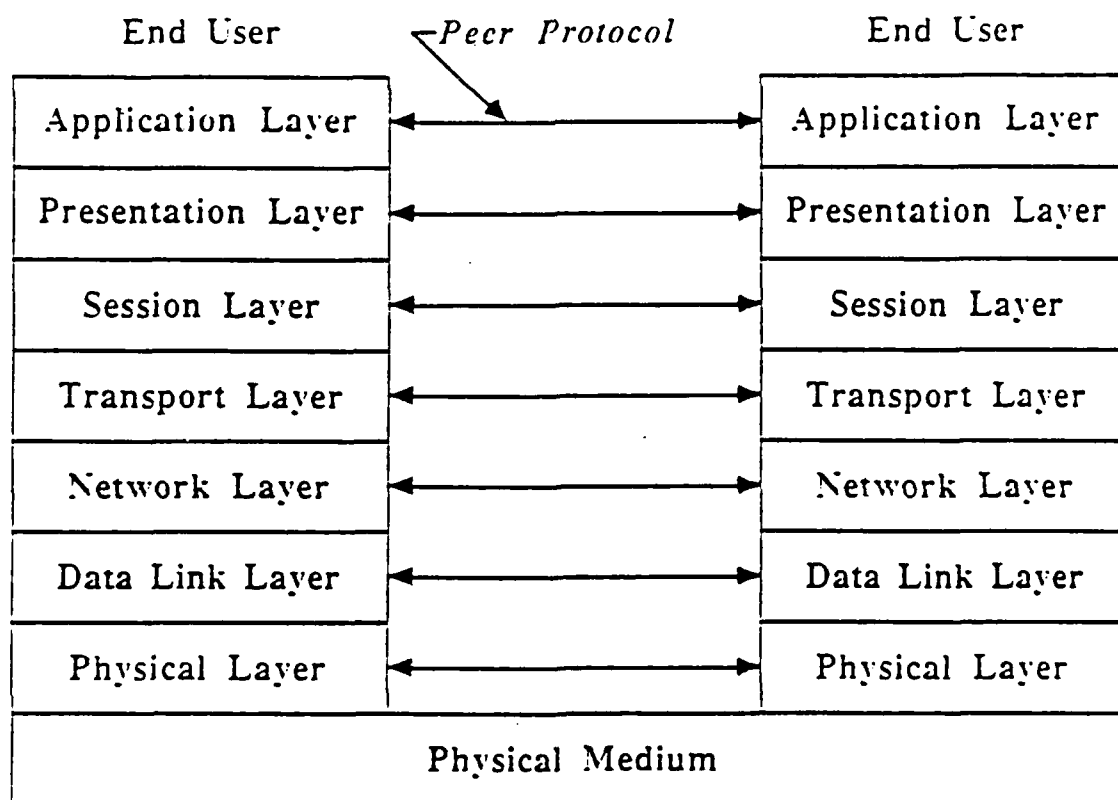 End User
Peer Protocol
End User
Application Layer
Application Layer
Presentation Layer
Presentation Layer
Session Layer
Session Layer
Transport Layer
Transport Layer
Network Layer
Network Layer
Data Link Layer
Data Link Layer
Physical Layer
Physical Layer
Physical Medium